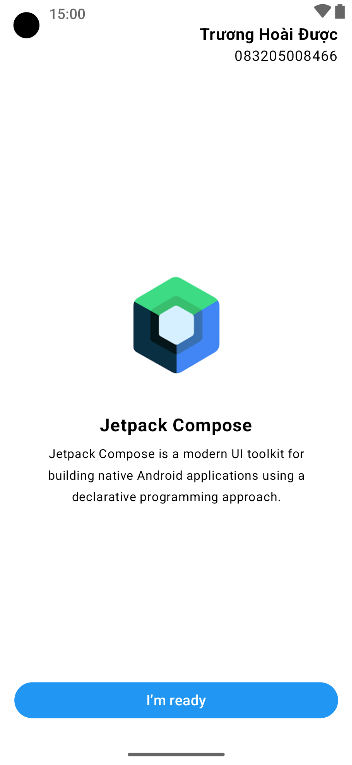 15:00
Trương Hoài Được
083205008466
Jetpack Compose
Jetpack Compose is a modern UI toolkit for
building native Android applications using a
declarative programming approach.
I'm ready